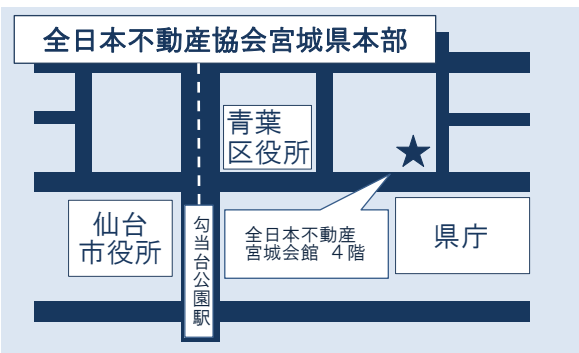 全日本不動産協会宮城県本部
青葉
区役所
仙台
市役所
勾当台公園駅
全日本不動産
宮城会館 4階
県庁